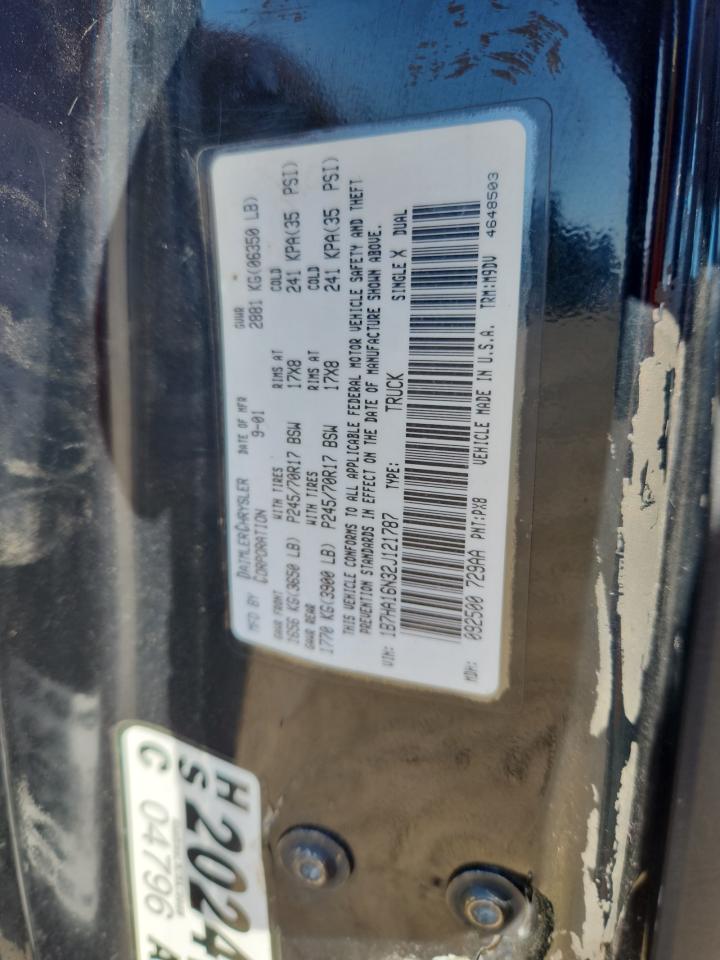 MFD BY DAIMLERCHRYSLER CORPORATION DATE OF MFR 9-01 GVWR 2881 KG(06350 LB)
GAWR FRONT WITH TIRES RIMS AT COLD
1656 KG(3650 LB) P245/70R17 BSW 17X8 241 KPA(35 PSI)
GAWR REAR WITH TIRES RIMS AT COLD
1770 KG(3900 LB) P245/70R17 BSW 17X8 241 KPA(35 PSI)
THIS VEHICLE CONFORMS TO ALL APPLICABLE FEDERAL MOTOR VEHICLE SAFETY AND THEFT
PREVENTION STANDARDS IN EFFECT ON THE DATE OF MANUFACTURE SHOWN ABOVE.
VIN: 1B7HA16N32J121787 TYPE: TRUCK SINGLE X DUAL
MDH: 092500 729AA PNT:PX8 VEHICLE MADE IN U.S.A. TRM:M9DV 4648503
H 2024
S
C 04796 A